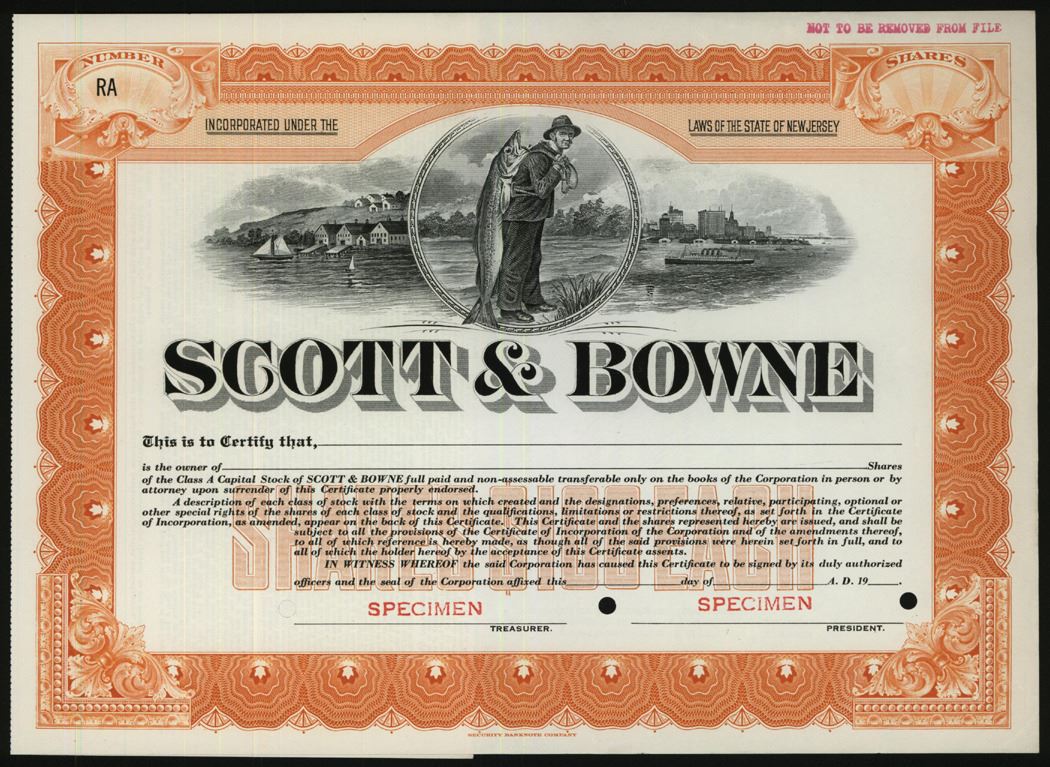 NOT TO BE REMOVED FROM FILE
NUMBER
SHARES
RA
INCORPORATED UNDER THE
LAWS OF THE STATE OF NEW JERSEY
SCOTT & BOWNE
This is to Certify that,
is the owner of Shares
of the Class A Capital Stock of SCOTT & BOWNE full paid and non-assessable transferable only on the books of the Corporation in person or by
attorney upon surrender of this Certificate properly endorsed.
A description of each class of stock with the terms on which created and the designations, preferences, relative, participating, optional or
other special rights of the shares of each class of stock and the qualifications, limitations or restrictions thereof, as set forth in the Certificate
of Incorporation, as amended, appear on the back of this Certificate. This Certificate and the shares represented hereby are issued, and shall be
subject to all the provisions of the Certificate of Incorporation of the Corporation and of the amendments thereof,
to all of which reference is hereby made, as though all of the said provisions were herein set forth in full, and to
all of which the holder hereof by the acceptance of this Certificate assents.
IN WITNESS WHEREOF the said Corporation has caused this Certificate to be signed by its duly authorized
officers and the seal of the Corporation affixed this day of A. D. 19 .
SHARES $100 EACH
SPECIMEN
SPECIMEN
TREASURER.
PRESIDENT.
SECURITY BANKNOTE COMPANY